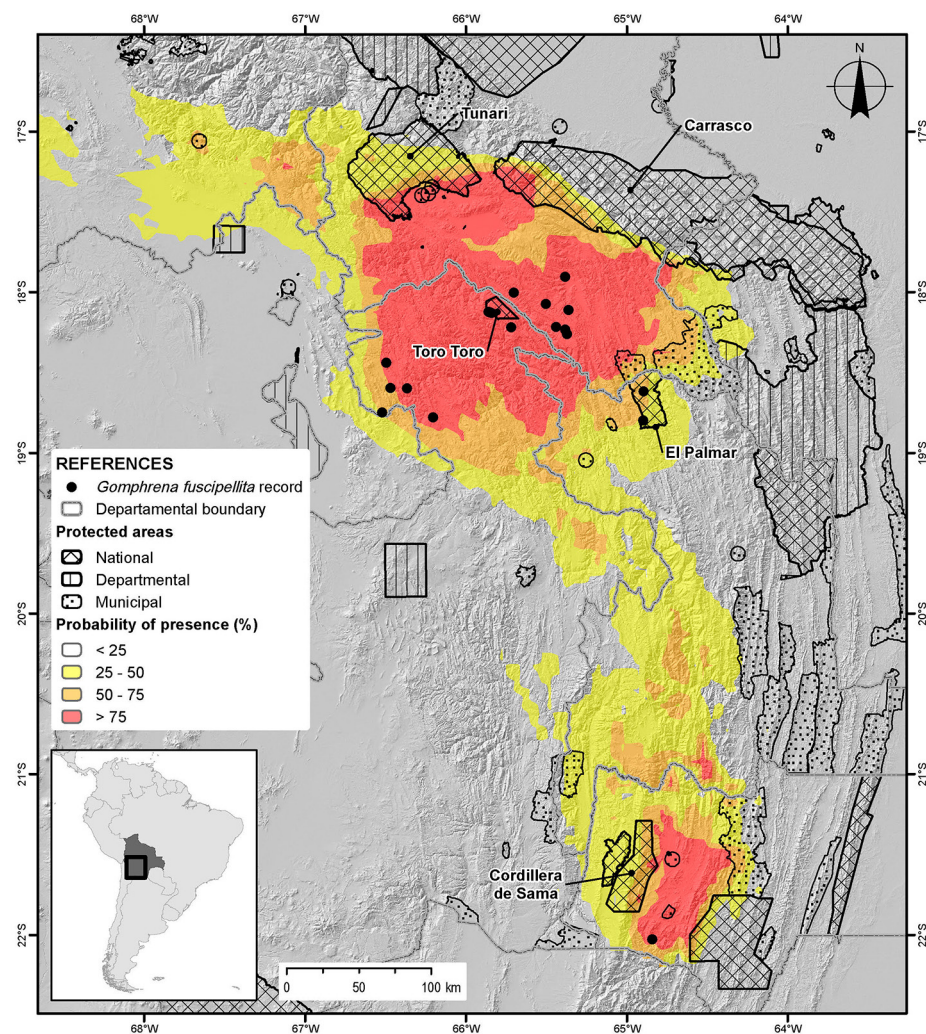 68°W 67°W 66°W 65°W 64°W
N
17°S 17°S
Tunari
Carrasco
18°S 18°S
Toro Toro
El Palmar
19°S 19°S
REFERENCES
Gomphrena fuscipellita record
Departamental boundary
Protected areas
National
Departmental
Municipal
Probability of presence (%)
< 25
25 - 50
50 - 75
> 75
20°S 20°S
21°S 21°S
Cordillera
de Sama
22°S 22°S
0 50 100 km
68°W 67°W 66°W 65°W 64°W